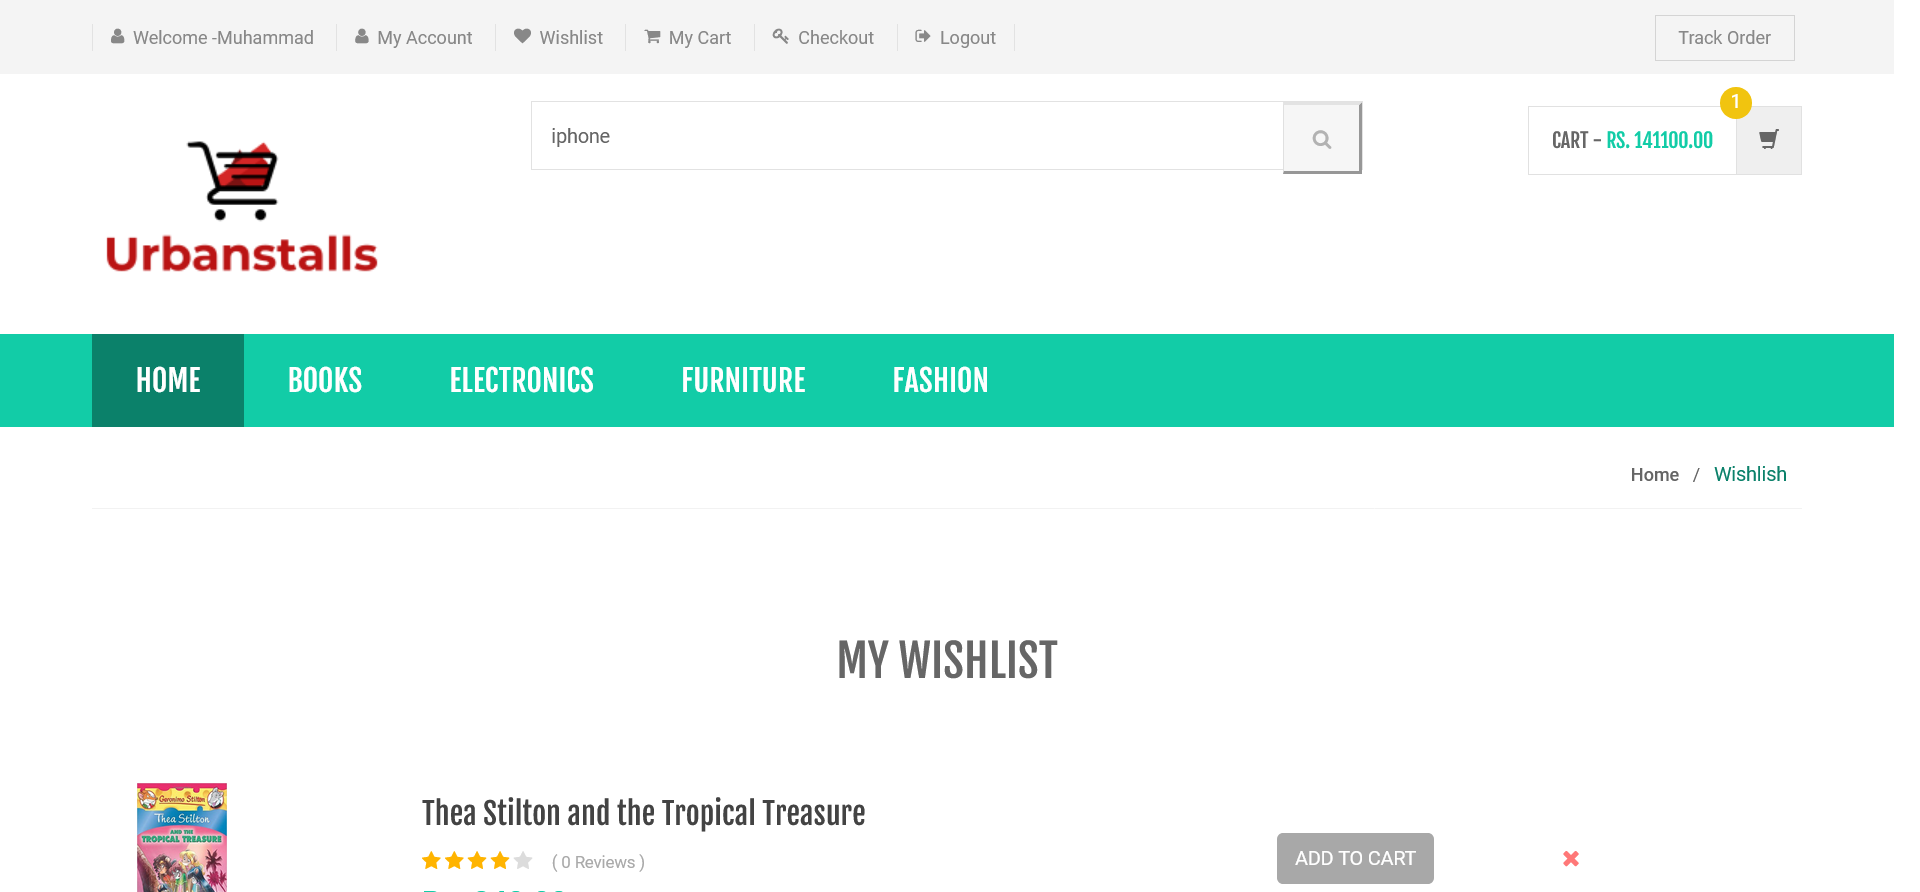 Welcome -Muhammad
My Account
Wishlist
My Cart
Checkout
Logout
Track Order
Urbanstalls
iphone
1
CART - RS. 141100.00
HOME
BOOKS
ELECTRONICS
FURNITURE
FASHION
Home / Wishlish
MY WISHLIST
Geronimo Stilton
Thea Stilton
AND THE
TROPICAL TREASURE
Thea Stilton and the Tropical Treasure
( 0 Reviews )
ADD TO CART